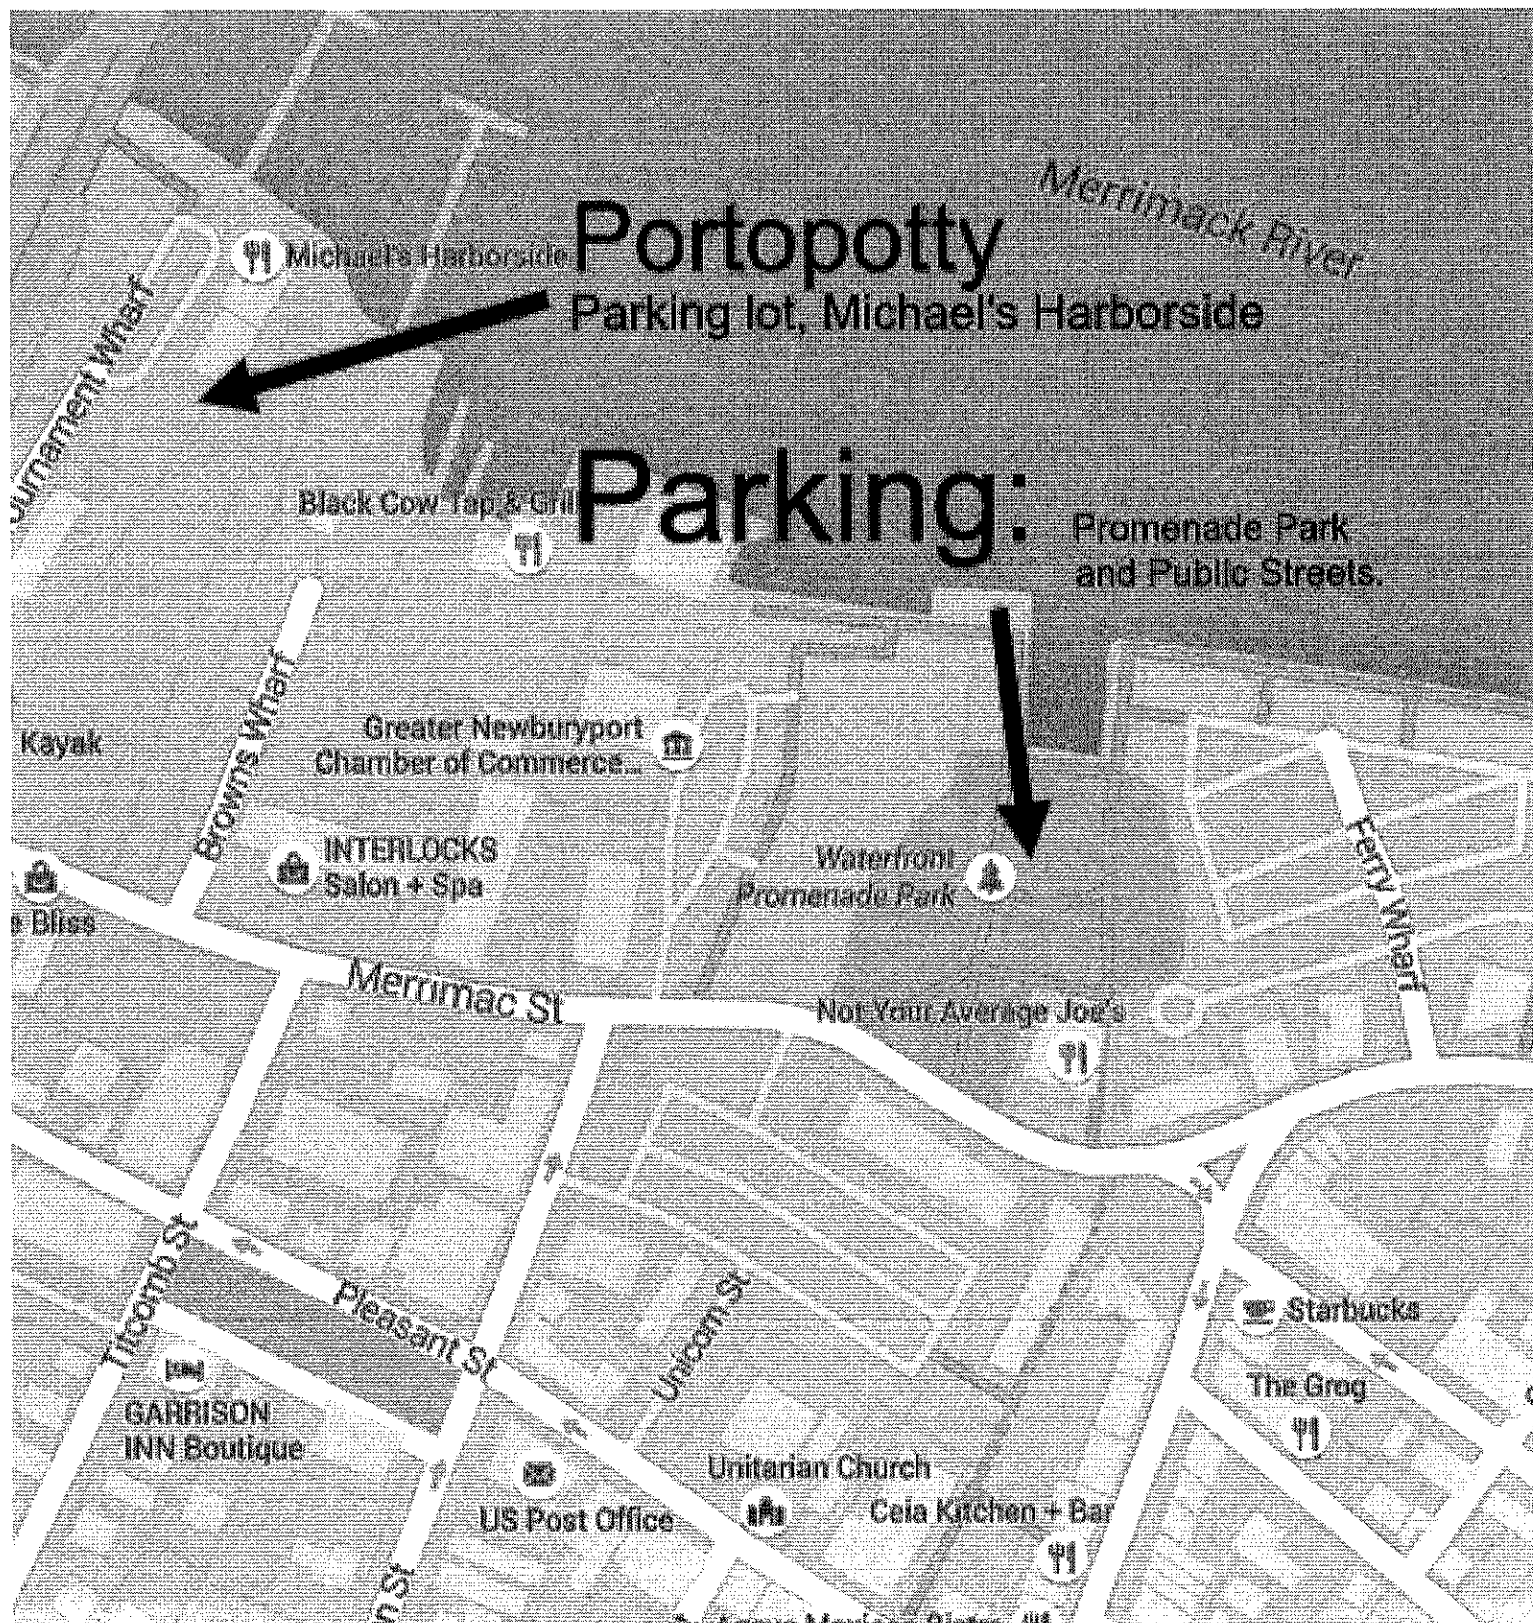 Merrimack River
Portopotty
Michael's Harborside
Parking lot, Michael's Harborside
Parking:
Black Cow Tap & Grill
Promenade Park
and Public Streets.
Wharf
Browns Wharf
Kayak
Greater Newburyport
Chamber of Commerce...
INTERLOCKS
Salon + Spa
Waterfront
Promenade Park
Ferry Wharf
Bliss
Merrimac St
Not Your Average Joe's
Titcomb St
Pleasant St
Unicorn St
Starbucks
The Grog
GARRISON
INN Boutique
US Post Office
Unitarian Church
Ceia Kitchen + Bar
n St